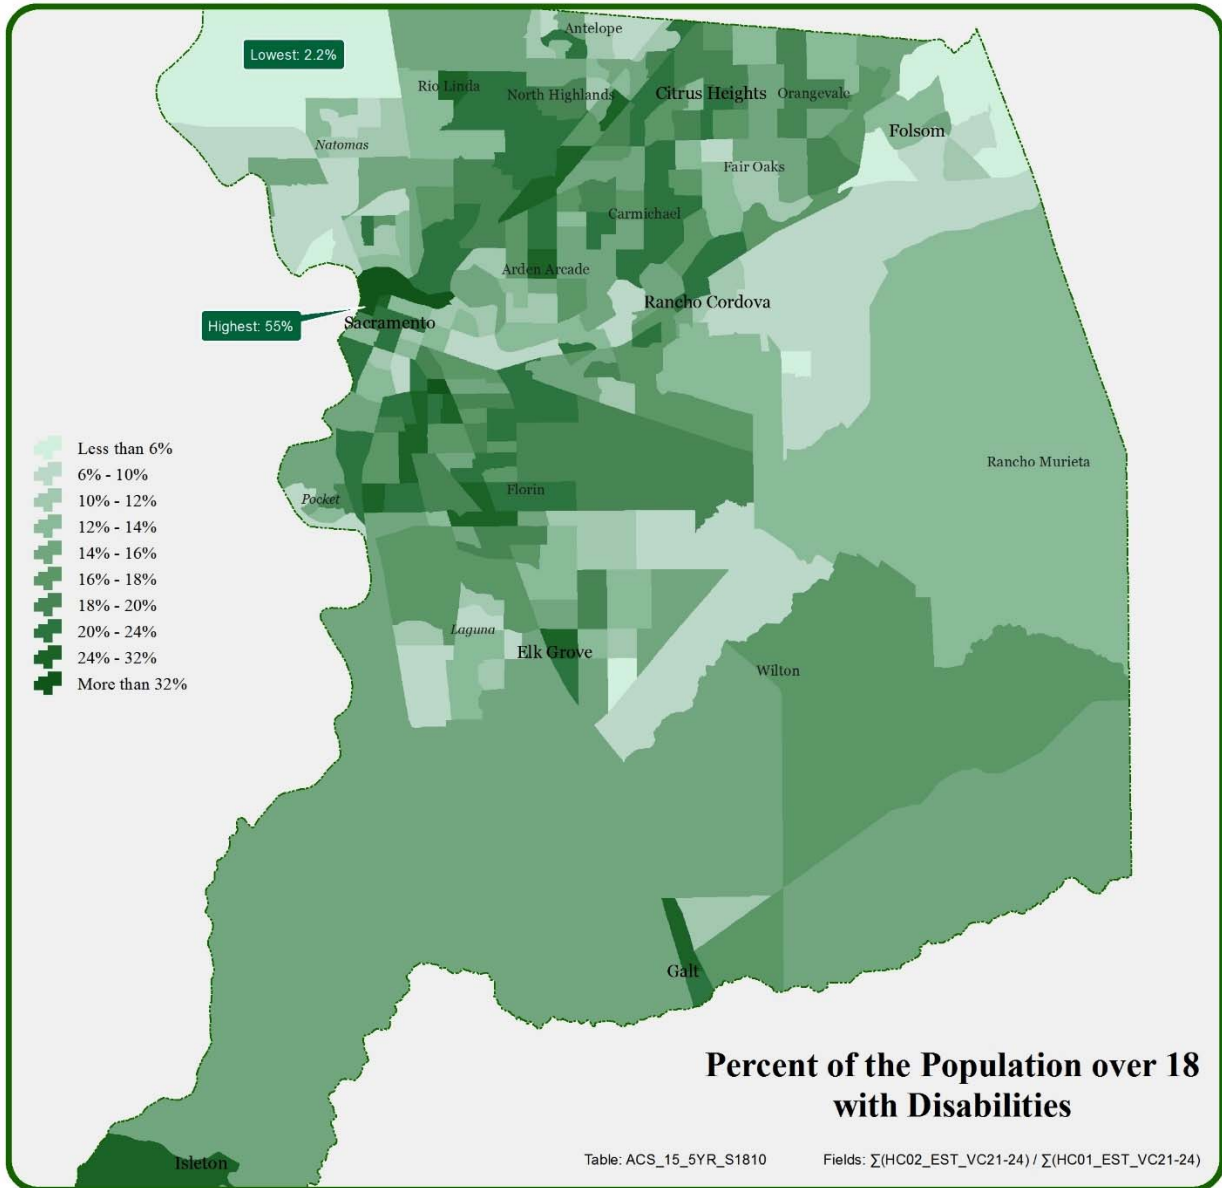 Lowest: 2.2%
Antelope
Rio Linda
North Highlands
Citrus Heights
Orangevale
Folsom
Natomas
Fair Oaks
Carmichael
Arden Arcade
Rancho Cordova
Highest: 55%
Sacramento
Less than 6%
6% - 10%
10% - 12%
12% - 14%
14% - 16%
16% - 18%
18% - 20%
20% - 24%
24% - 32%
More than 32%
Rancho Murieta
Pocket
Florin
Laguna
Elk Grove
Wilton
Galt
Percent of the Population over 18
with Disabilities
Isleton
Table: ACS_15_5YR_S1810
Fields: ∑(HC02_EST_VC21-24) / ∑(HC01_EST_VC21-24)